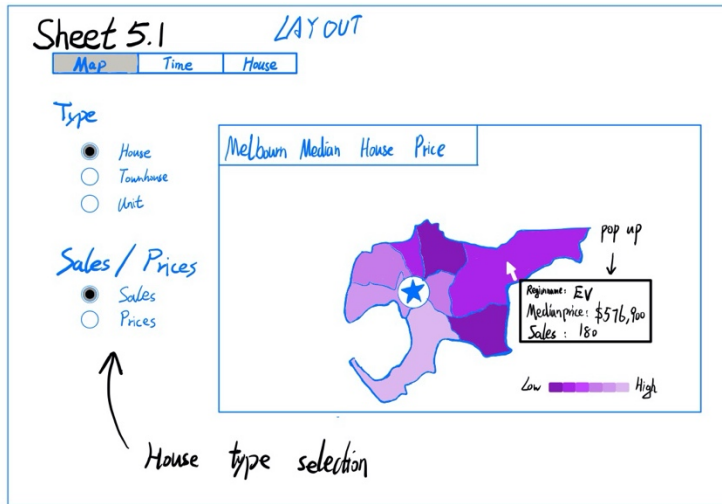 Sheet 5.1
LAYOUT
Map Time House
Type
House
Townhouse
Unit
Sales / Prices
Sales
Prices
Melbourn Median House Price
pop up
Regionname: EV
Medianprice: $576,900
Sales: 180
Low High
House type selection